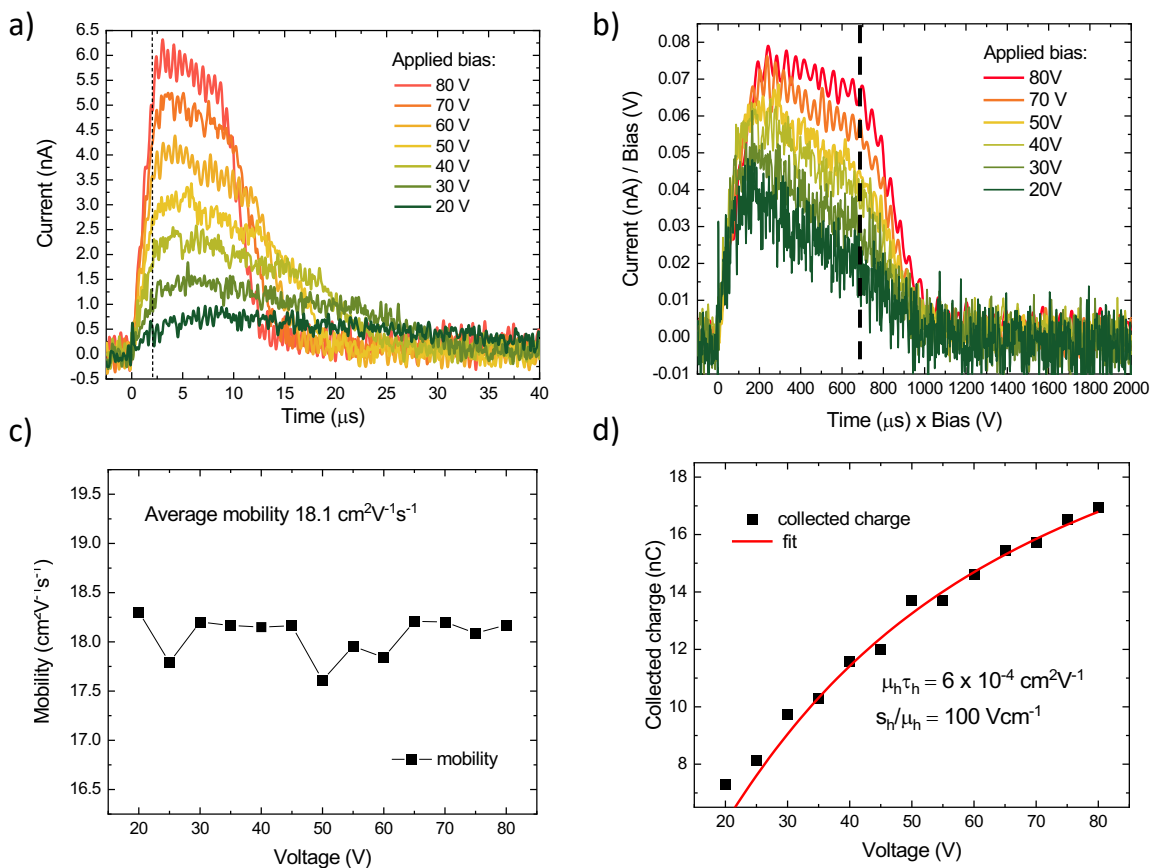 a)
6.5
6.0
5.5
5.0
4.5
4.0
3.5
3.0
2.5
2.0
1.5
1.0
0.5
0.0
-0.5
Current (nA)
Applied bias:
80 V
70 V
60 V
50 V
40 V
30 V
20 V
0 5 10 15 20 25 30 35 40
Time (μs)
b)
0.08
0.07
0.06
0.05
0.04
0.03
0.02
0.01
0.00
-0.01
Current (nA) / Bias (V)
Applied bias:
80V
70 V
50V
40V
30V
20V
0 200 400 600 800 1000 1200 1400 1600 1800 2000
Time (μs) x Bias (V)
c)
19.5
19.0
18.5
18.0
17.5
17.0
16.5
Mobility (cm²V⁻¹s⁻¹)
Average mobility 18.1 cm²V⁻¹s⁻¹
mobility
20 30 40 50 60 70 80
Voltage (V)
d)
18
16
14
12
10
8
Collected charge (nC)
collected charge
fit
μₕτₕ = 6 x 10⁻⁴ cm²V⁻¹
sₕ/μₕ = 100 Vcm⁻¹
20 30 40 50 60 70 80
Voltage (V)